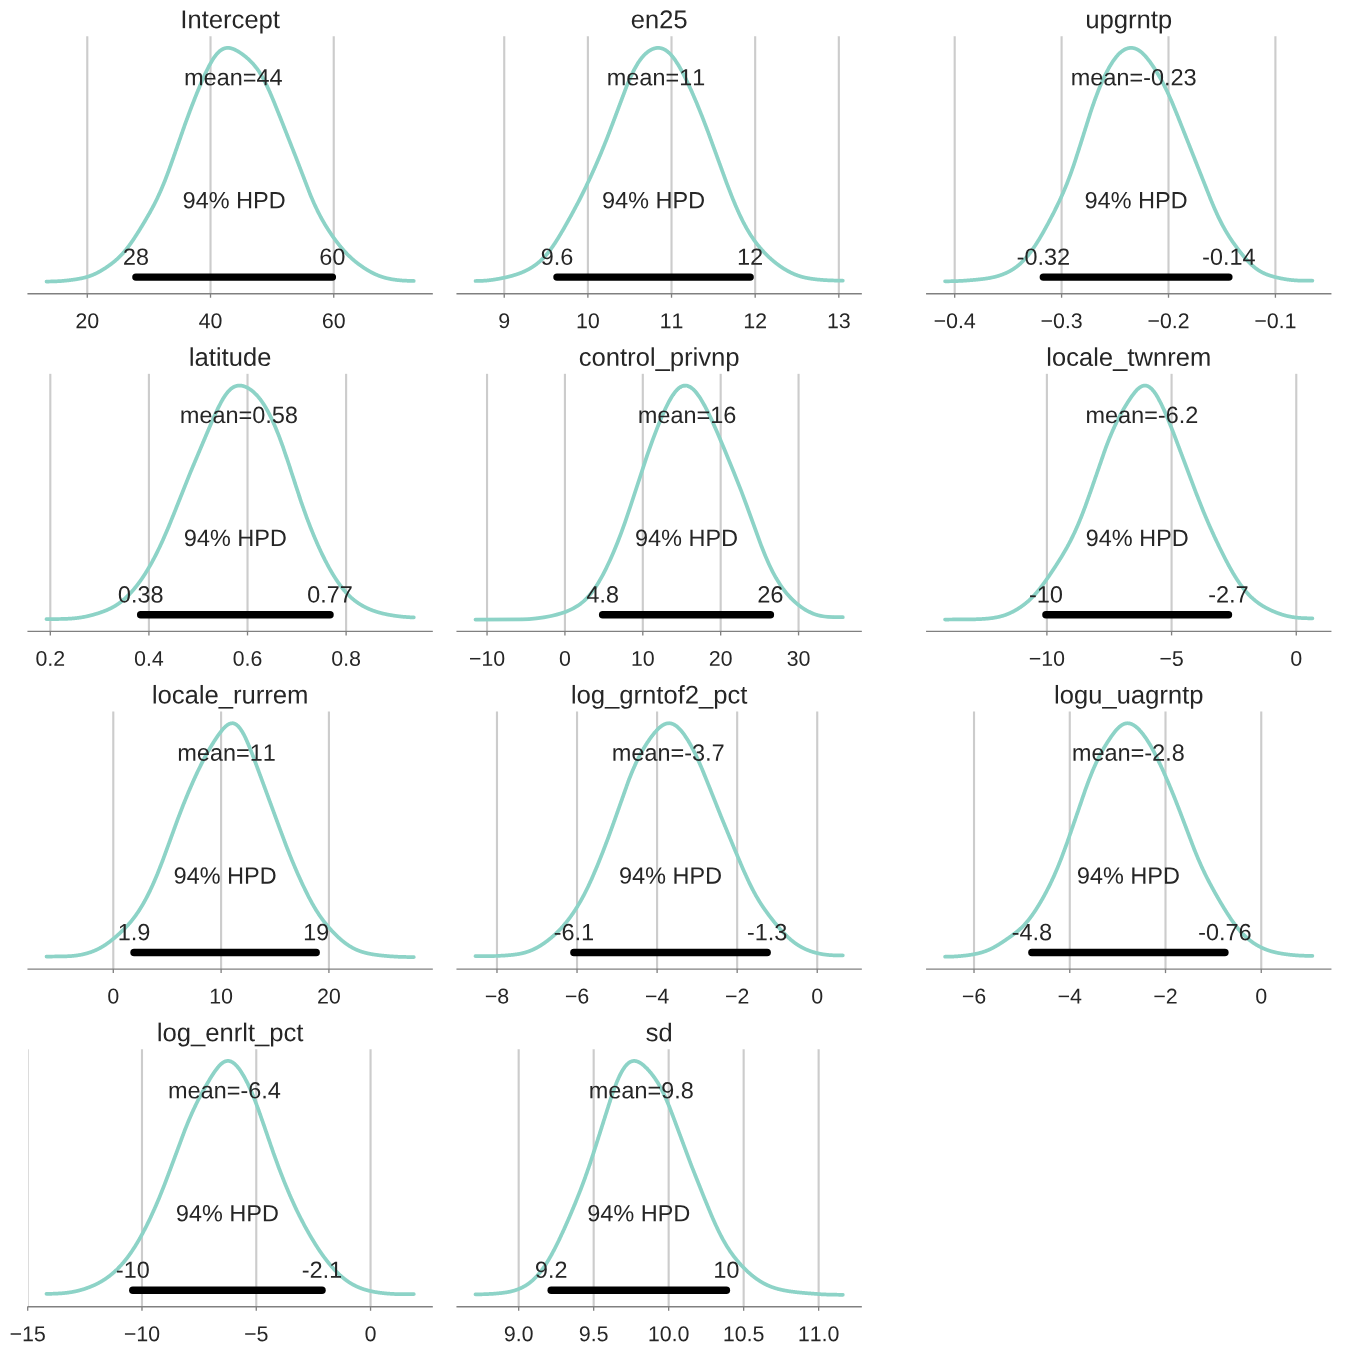 Intercept
mean=44
94% HPD
28 60
20 40 60
en25
mean=11
94% HPD
9.6 12
9 10 11 12 13
upgrntp
mean=-0.23
94% HPD
-0.32 -0.14
−0.4 −0.3 −0.2 −0.1
latitude
mean=0.58
94% HPD
0.38 0.77
0.2 0.4 0.6 0.8
control_privnp
mean=16
94% HPD
4.8 26
−10 0 10 20 30
locale_twnrem
mean=-6.2
94% HPD
-10 -2.7
−10 −5 0
locale_rurrem
mean=11
94% HPD
1.9 19
0 10 20
log_grntof2_pct
mean=-3.7
94% HPD
-6.1 -1.3
−8 −6 −4 −2 0
logu_uagrntp
mean=-2.8
94% HPD
-4.8 -0.76
−6 −4 −2 0
log_enrlt_pct
mean=-6.4
94% HPD
-10 -2.1
−15 −10 −5 0
sd
mean=9.8
94% HPD
9.2 10
9.0 9.5 10.0 10.5 11.0